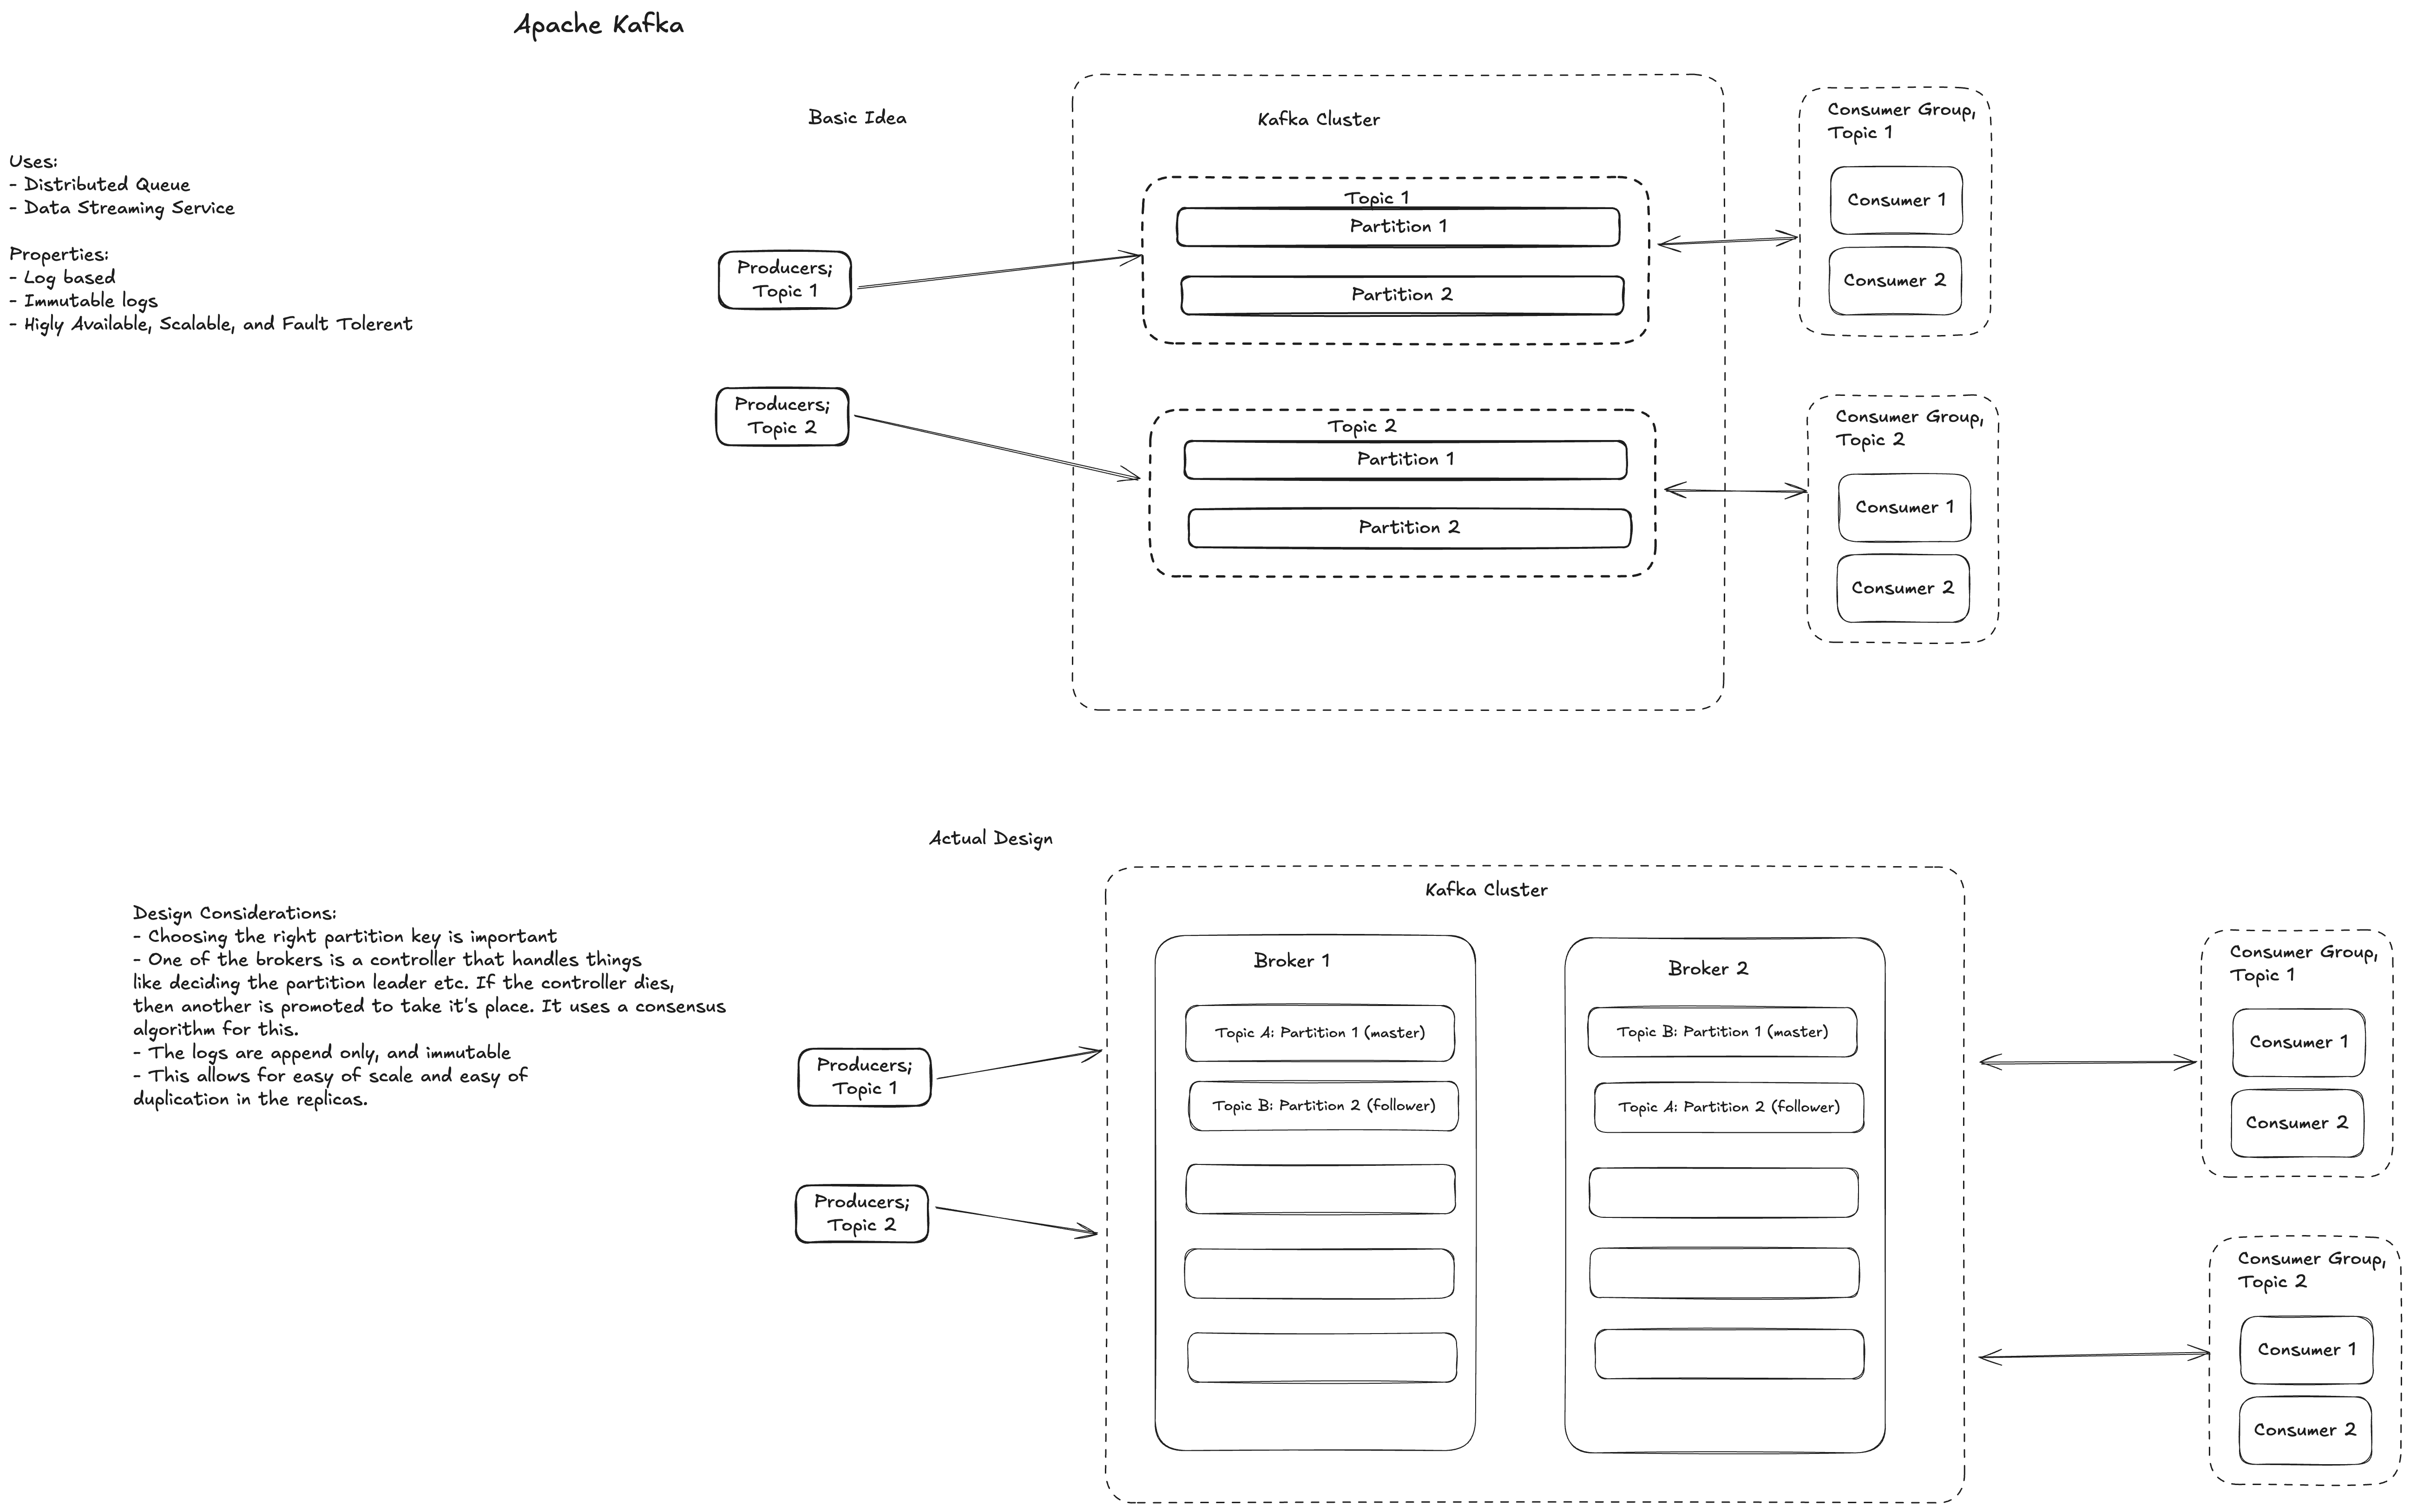 Apache Kafka
Basic Idea
Uses:
- Distributed Queue
- Data Streaming Service
Properties:
- Log based
- Immutable logs
- Higly Available, Scalable, and Fault Tolerent
Producers;
Topic 1
Producers;
Topic 2
Kafka Cluster
Topic 1
Partition 1
Partition 2
Topic 2
Partition 1
Partition 2
Consumer Group,
Topic 1
Consumer 1
Consumer 2
Consumer Group,
Topic 2
Consumer 1
Consumer 2
Actual Design
Design Considerations:
- Choosing the right partition key is important
- One of the brokers is a controller that handles things
like deciding the partition leader etc. If the controller dies,
then another is promoted to take it's place. It uses a consensus
algorithm for this.
- The logs are append only, and immutable
- This allows for easy of scale and easy of
duplication in the replicas.
Producers;
Topic 1
Producers;
Topic 2
Kafka Cluster
Broker 1
Topic A: Partition 1 (master)
Topic B: Partition 2 (follower)
Broker 2
Topic B: Partition 1 (master)
Topic A: Partition 2 (follower)
Consumer Group,
Topic 1
Consumer 1
Consumer 2
Consumer Group,
Topic 2
Consumer 1
Consumer 2